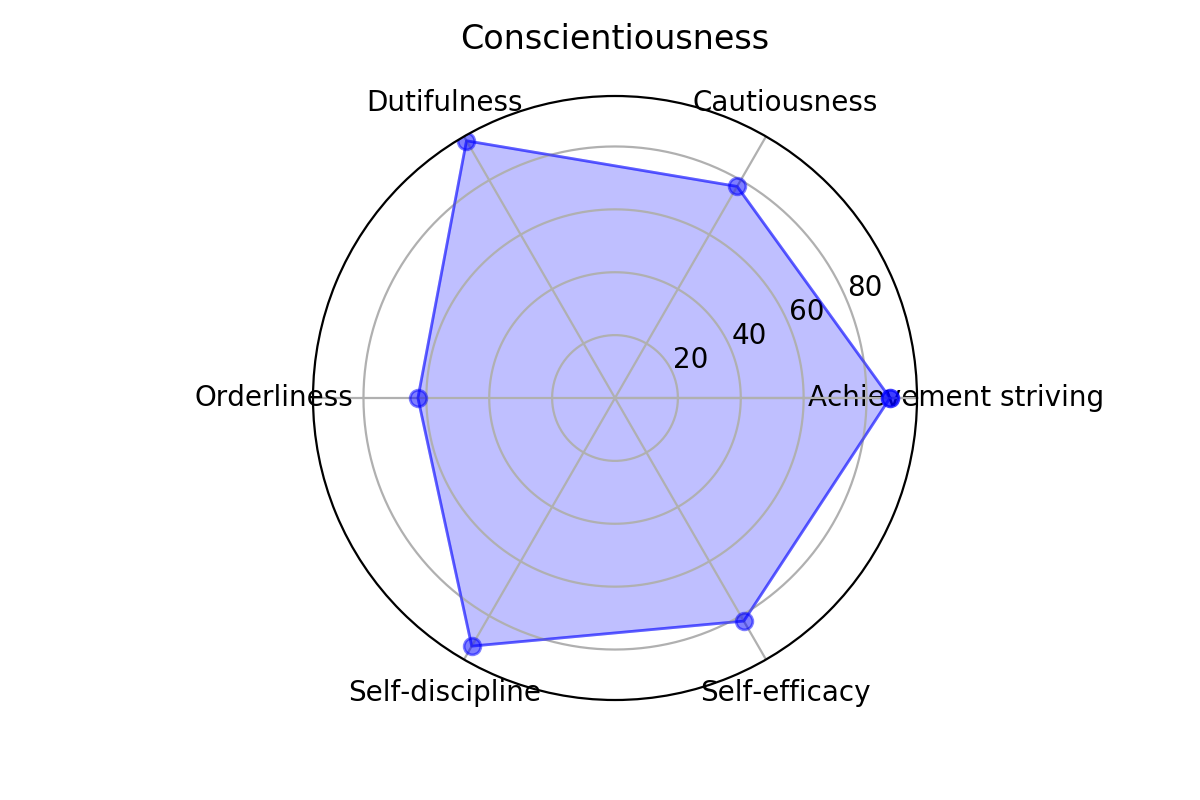 Conscientiousness
Dutifulness
Cautiousness
80
60
40
20
Orderliness
Achievement striving
Self-discipline
Self-efficacy